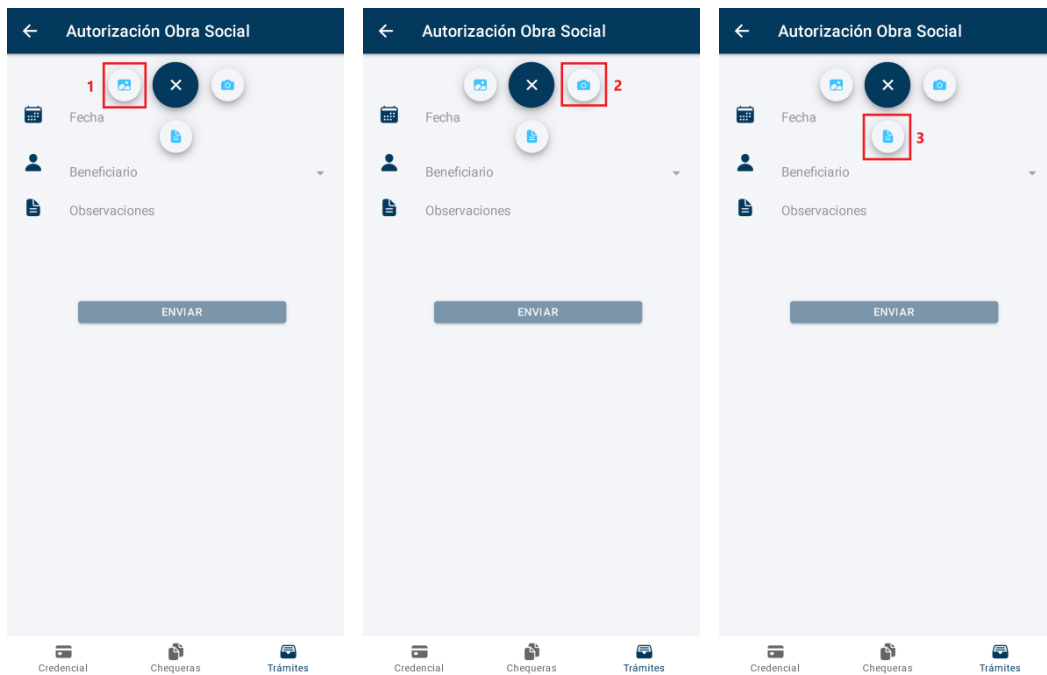 Autorización Obra Social
1
Fecha
Beneficiario
Observaciones
ENVIAR
Credencial
Chequeras
Trámites
Autorización Obra Social
2
Fecha
Beneficiario
Observaciones
ENVIAR
Credencial
Chequeras
Trámites
Autorización Obra Social
Fecha
3
Beneficiario
Observaciones
ENVIAR
Credencial
Chequeras
Trámites